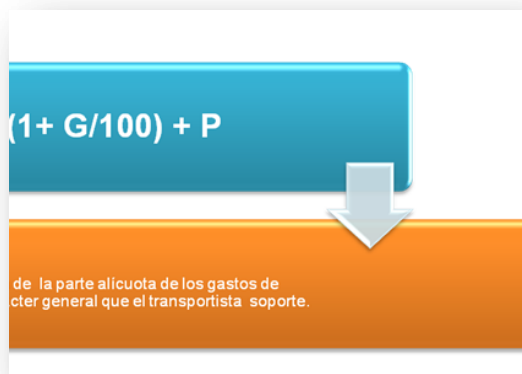 (1+ G/100) + P
de la parte alícuota de los gastos de
cter general que el transportista soporte.